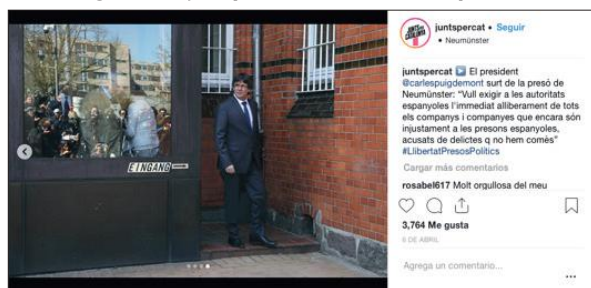 juntspercat • Seguir
• Neumünster
juntspercat ▶ El president
@carlespuigdemont surt de la presó de
Neumünster: “Vull exigir a les autoritats
espanyoles l'immediat alliberament de tots
els companys i companyes que encara són
injustament a les presons espanyoles,
acusats de delictes q no hem comès”
#LlibertatPresosPolítics
Cargar más comentarios
rosabel617 Molt orgullosa del meu
EINGANG
3,764 Me gusta
6 DE ABRIL
Agrega un comentario...